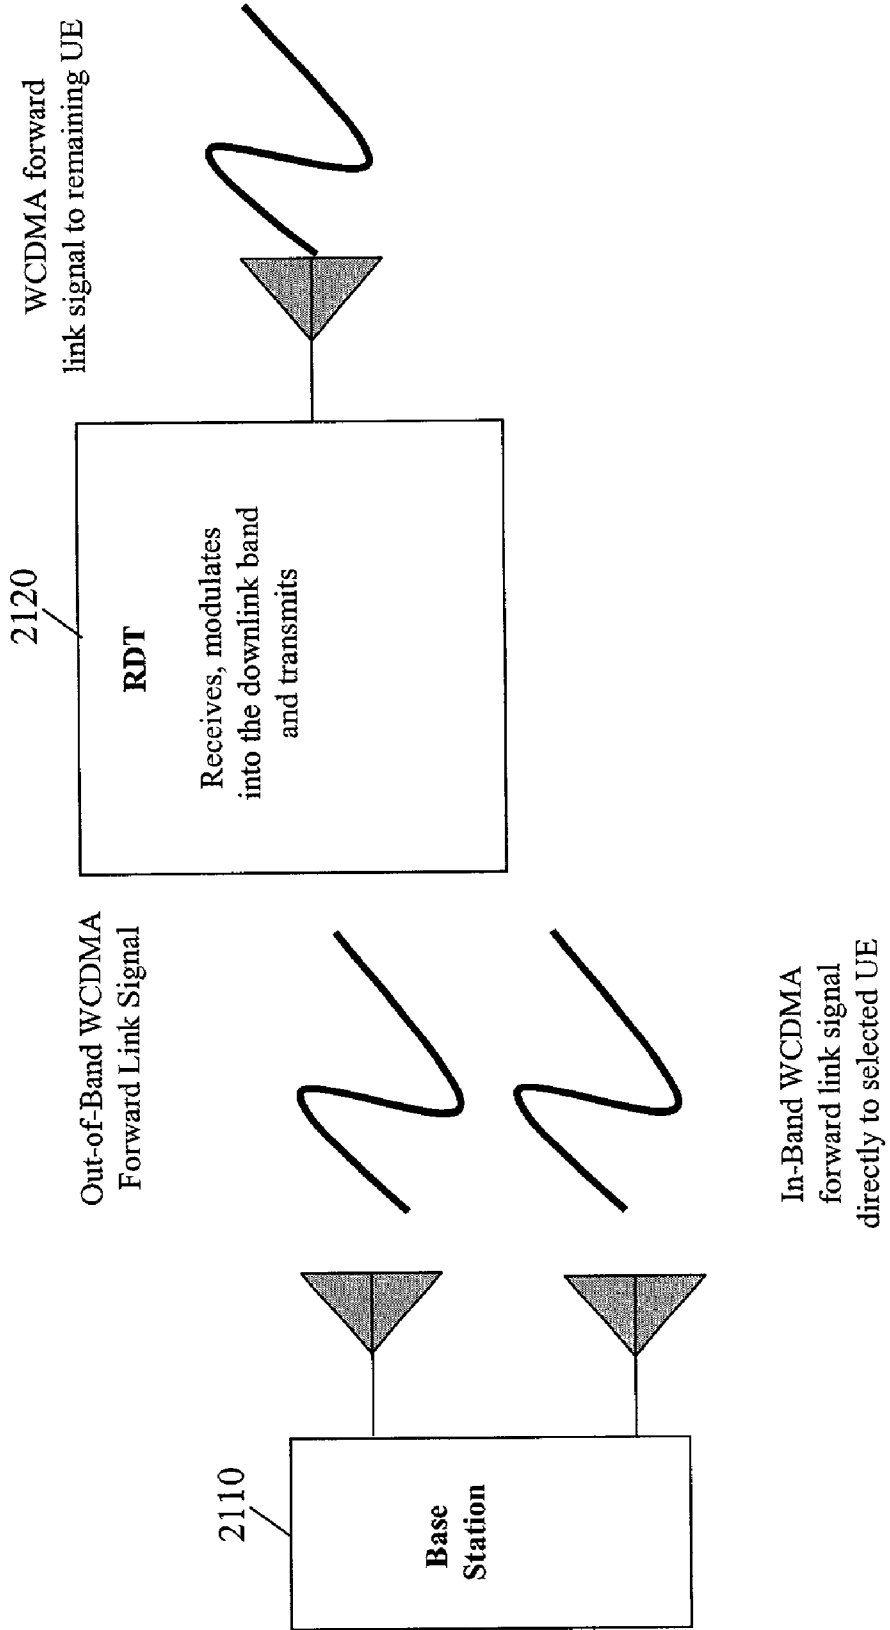 2110
Base
Station
Out-of-Band WCDMA
Forward Link Signal
In-Band WCDMA
forward link signal
directly to selected UE
2120
RDT
Receives, modulates
into the downlink band
and transmits
WCDMA forward
link signal to remaining UE